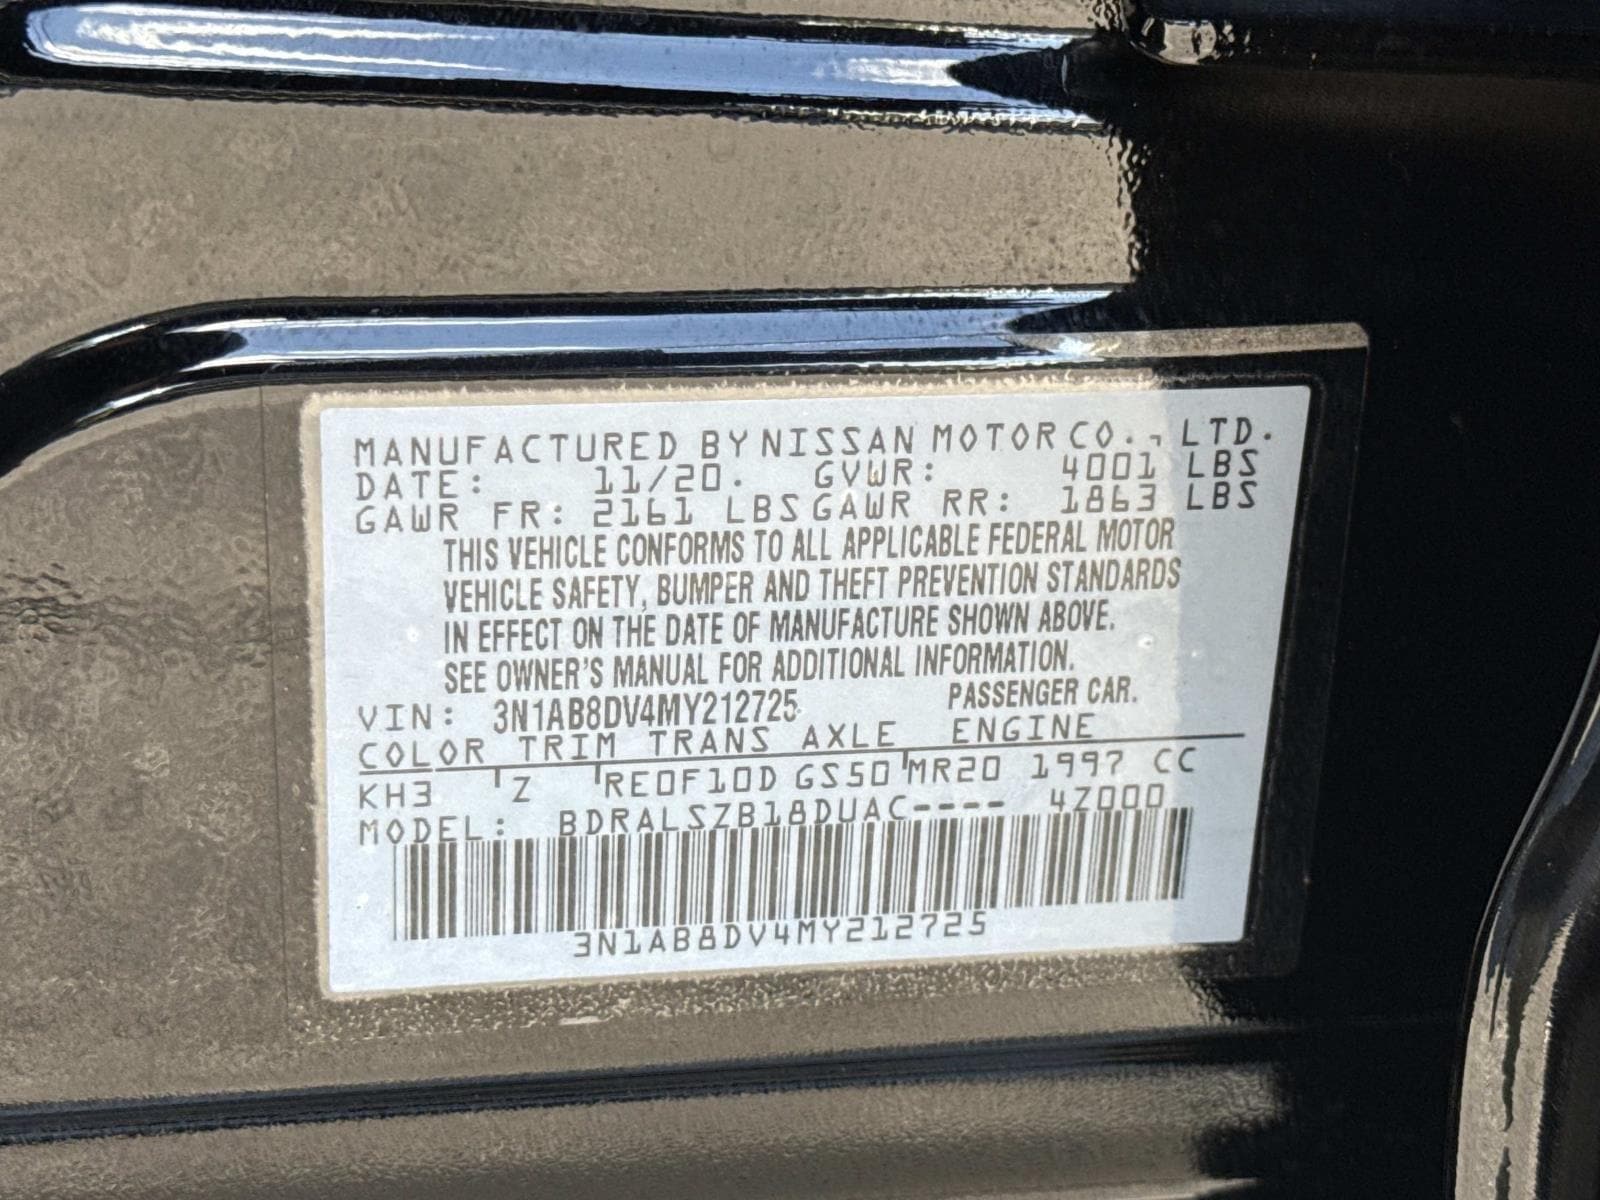 MANUFACTURED BY NISSAN MOTOR CO., LTD.
DATE: 11/20. GVWR: 4001 LBS
GAWR FR: 2161 LBS GAWR RR: 1863 LBS
THIS VEHICLE CONFORMS TO ALL APPLICABLE FEDERAL MOTOR
VEHICLE SAFETY, BUMPER AND THEFT PREVENTION STANDARDS
IN EFFECT ON THE DATE OF MANUFACTURE SHOWN ABOVE.
SEE OWNER'S MANUAL FOR ADDITIONAL INFORMATION.
VIN: 3N1AB8DV4MY212725 PASSENGER CAR.
COLOR TRIM TRANS AXLE ENGINE
KH3 Z RE0F10D GS50 MR20 1997 CC
MODEL: BDRALSZB18DUAC---- 4Z000
3N1AB8DV4MY212725